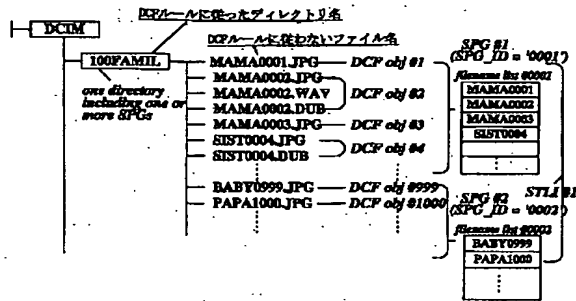 DCFルールに従ったディレクトリ名
DCIM
DCFルールに従わないファイル名
100FAMIL
one directory
including one or
more SPGs
MAMA0001.JPG
DCF obj #1
MAMA0002.JPG
MAMA0002.WAV
DCF obj #2
MAMA0002.DUB
MAMA0003.JPG
DCF obj #3
SIST0004.JPG
DCF obj #4
SIST0004.DUB
BABY0999.JPG
DCF obj #999
PAPA1000.JPG
DCF obj #1000
SPG #1
(SPG_ID = '0001')
filename list #0001
MAMA0001
MAMA0002
MAMA0003
SIST0004
STLI #1
SPG #2
(SPG_ID = '0002')
filename list #0002
BABY0999
PAPA1000